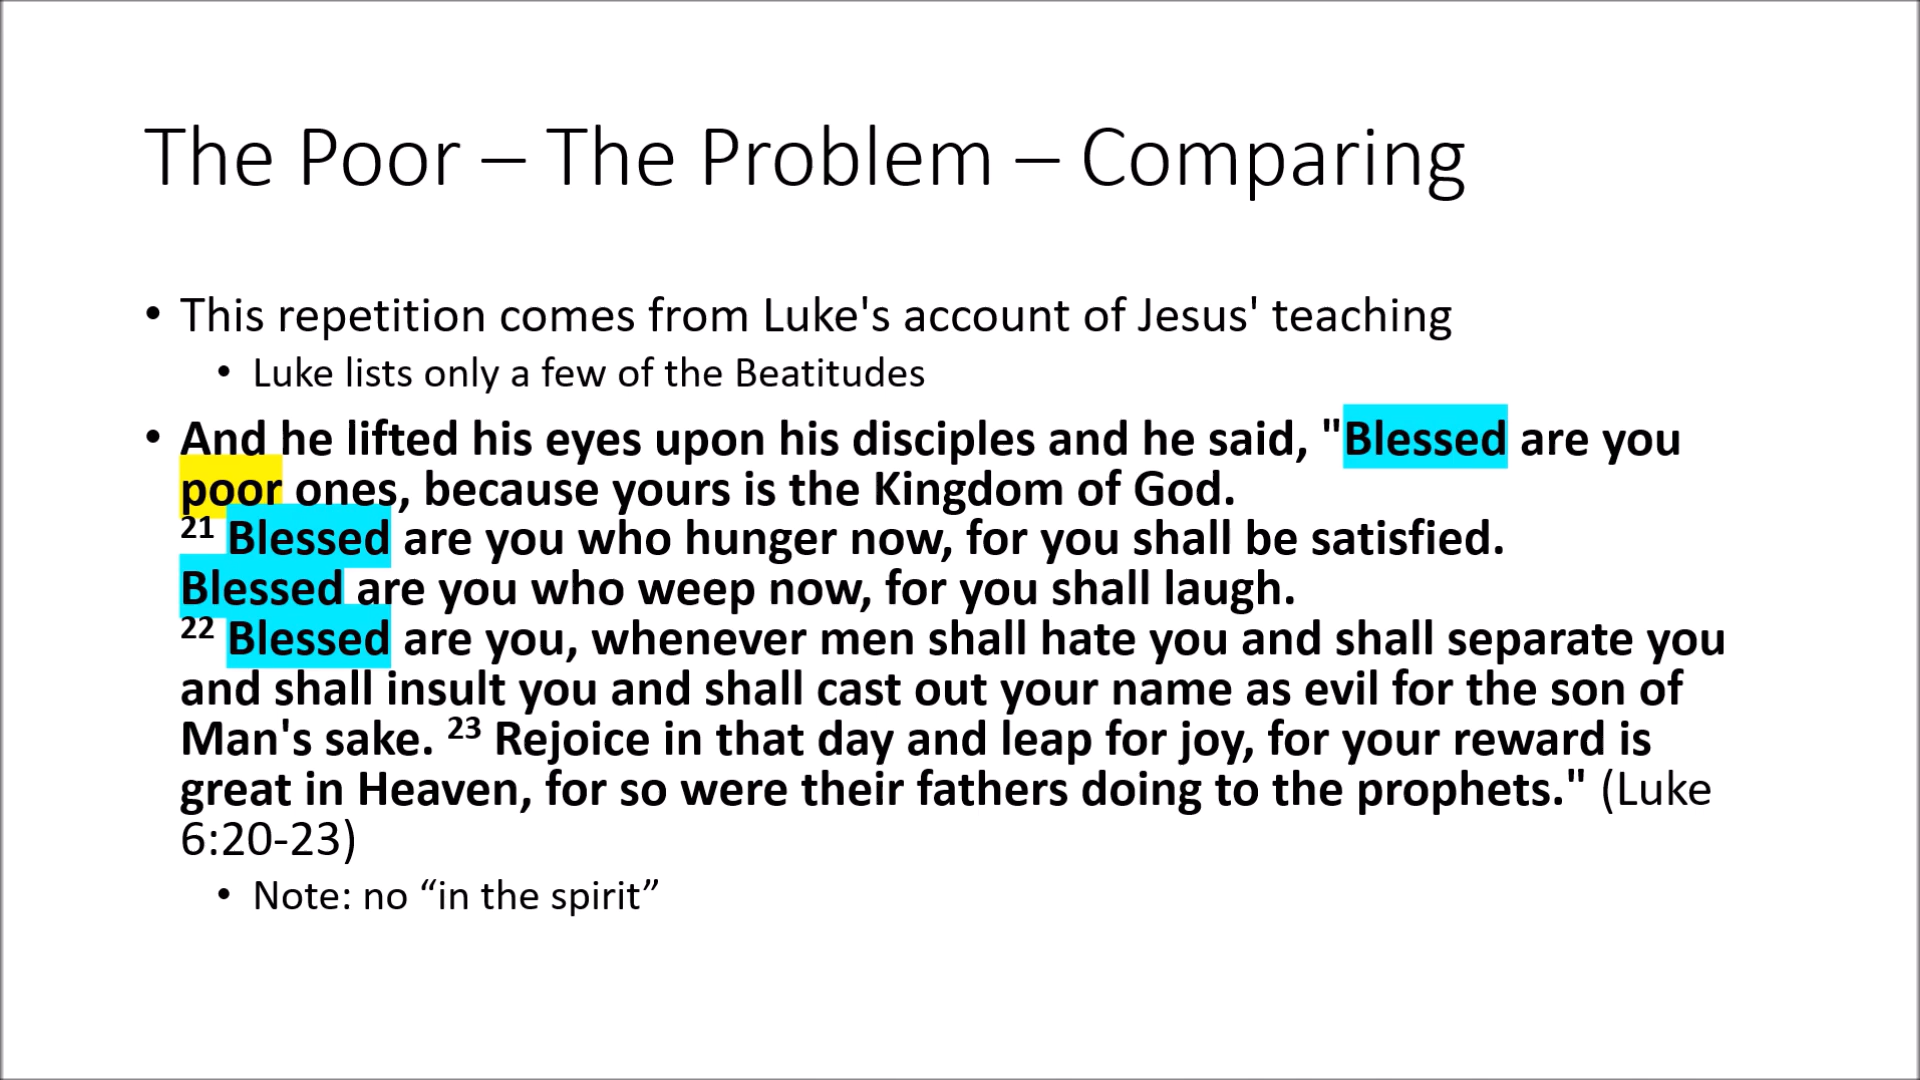 The Poor – The Problem – Comparing
• This repetition comes from Luke's account of Jesus' teaching
• Luke lists only a few of the Beatitudes
• And he lifted his eyes upon his disciples and he said, "Blessed are you
poor ones, because yours is the Kingdom of God.
21 Blessed are you who hunger now, for you shall be satisfied.
Blessed are you who weep now, for you shall laugh.
22 Blessed are you, whenever men shall hate you and shall separate you
and shall insult you and shall cast out your name as evil for the son of
Man's sake. 23 Rejoice in that day and leap for joy, for your reward is
great in Heaven, for so were their fathers doing to the prophets." (Luke
6:20-23)
• Note: no “in the spirit”